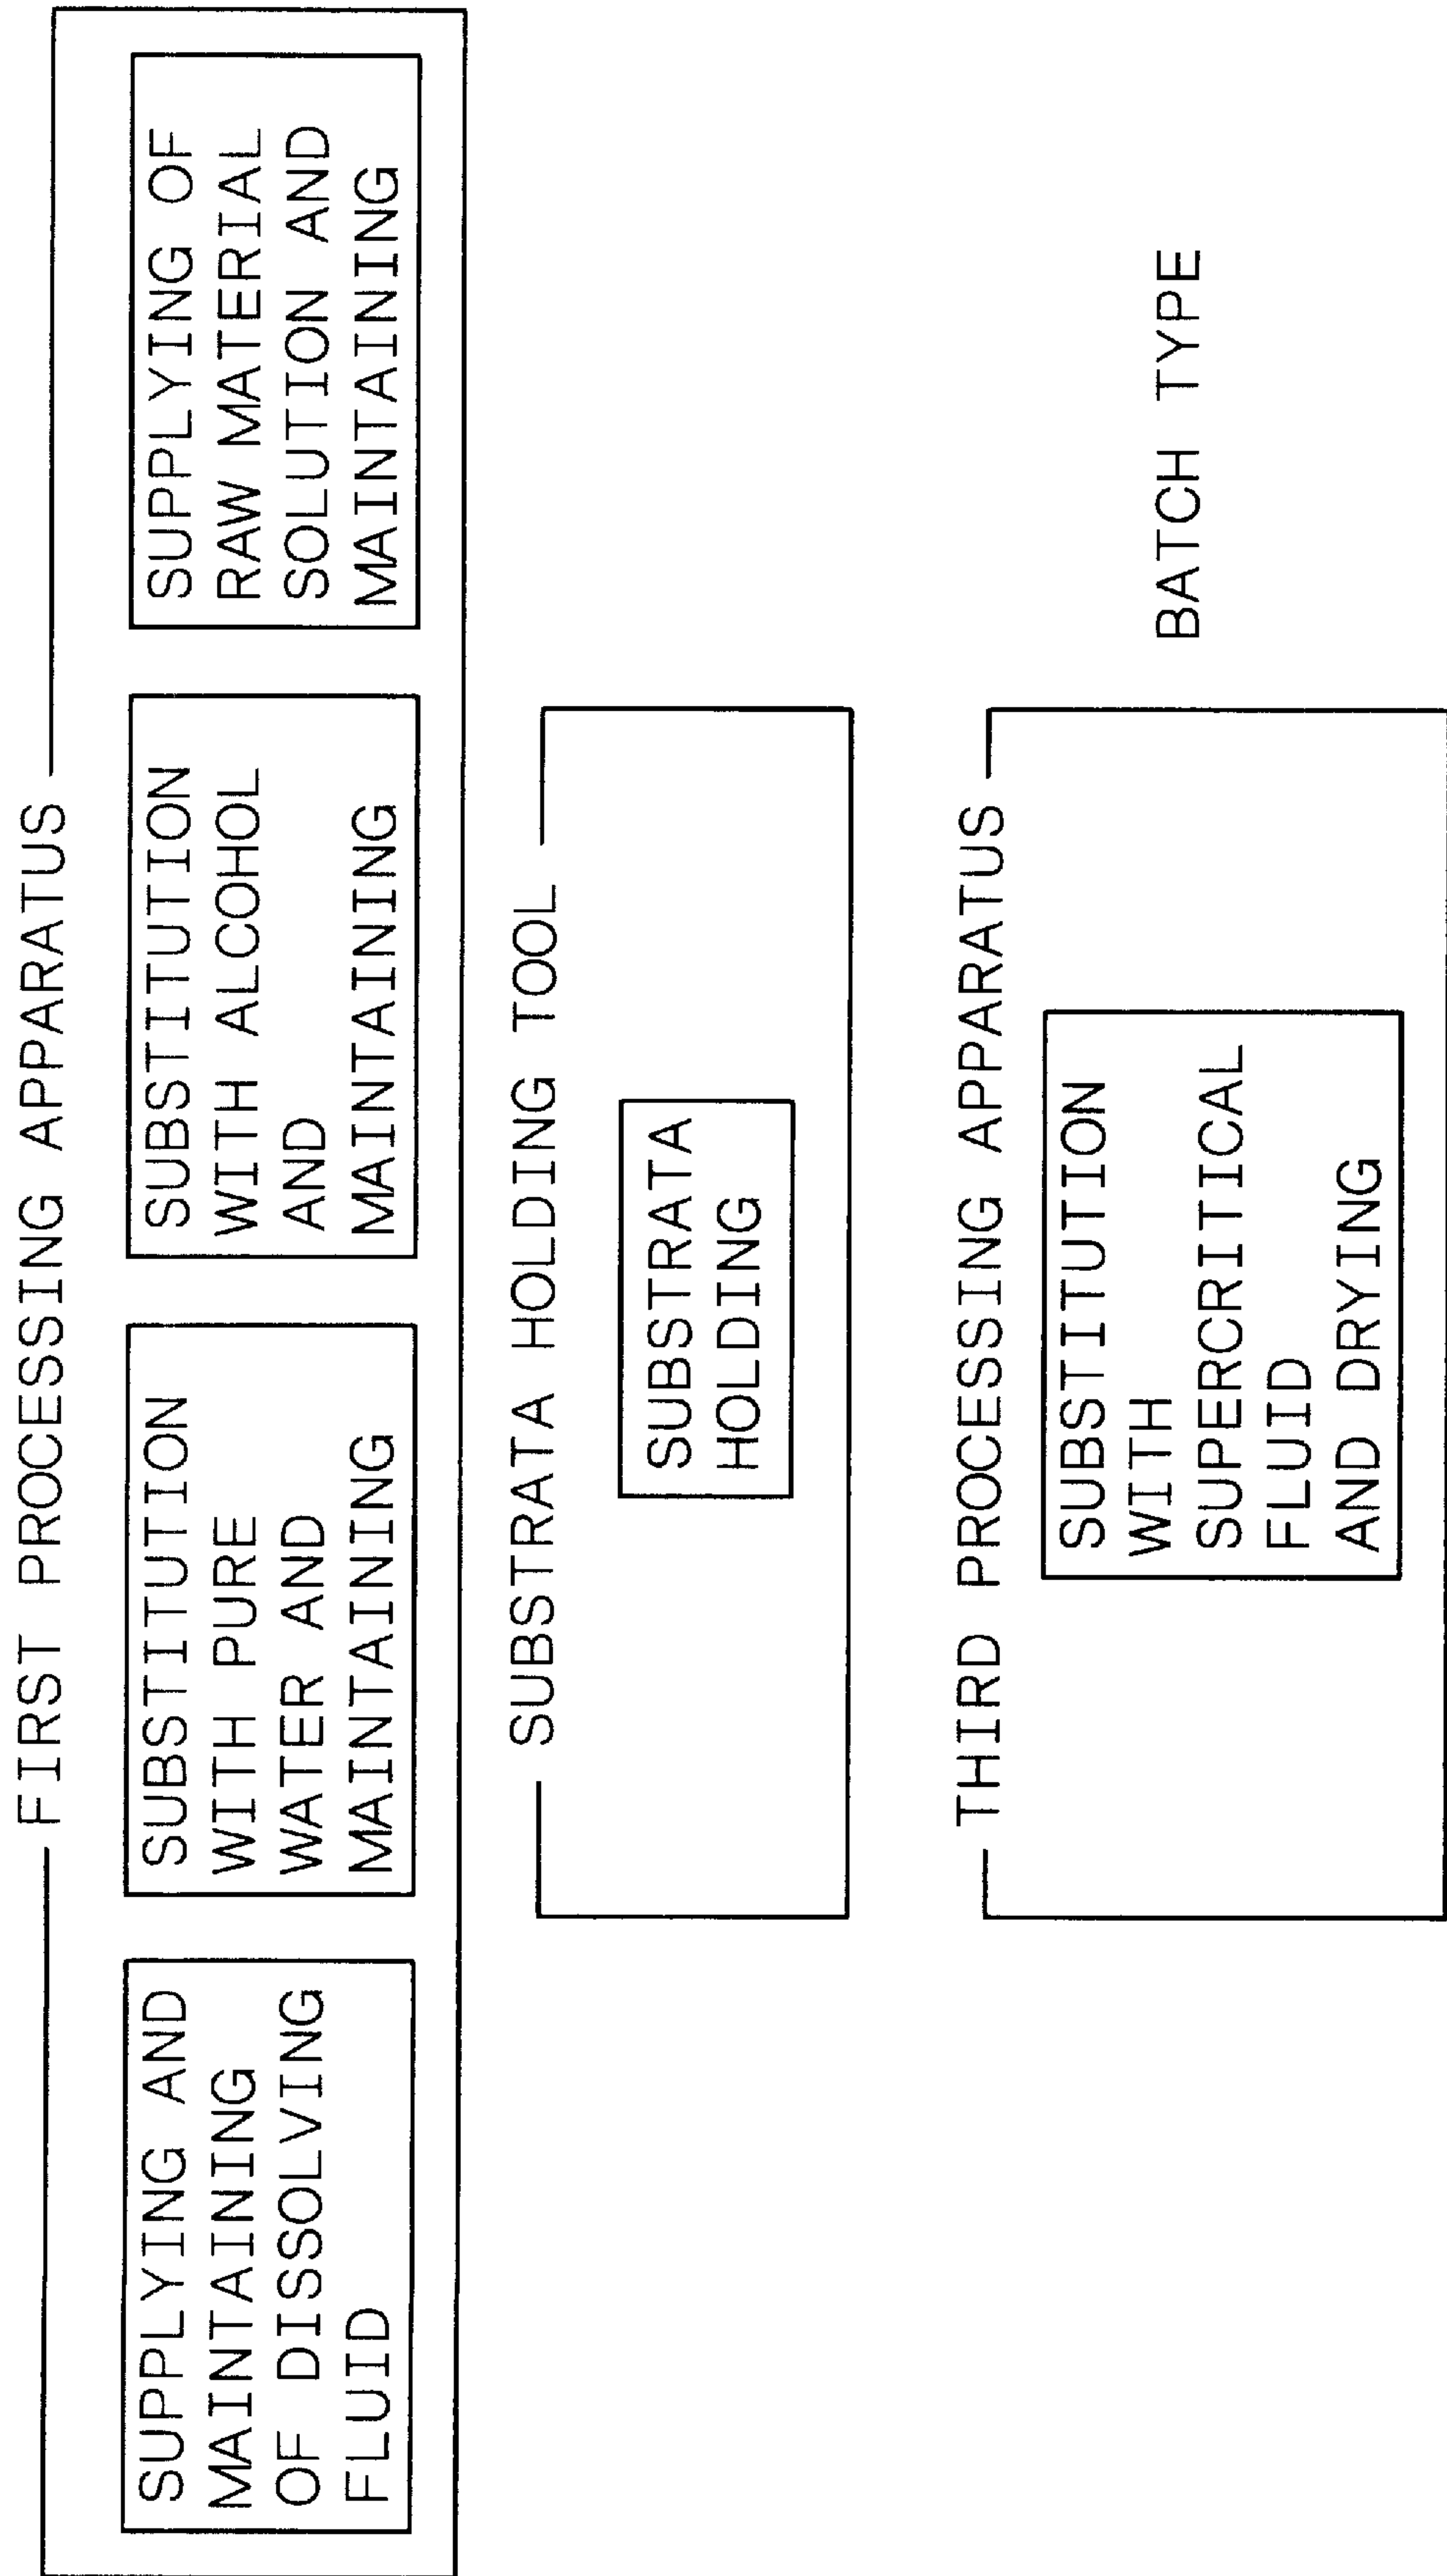 FIRST PROCESSING APPARATUS
SUPPLYING AND
MAINTAINING
OF DISSOLVING
FLUID
SUBSTITUTION
WITH PURE
WATER AND
MAINTAINING
SUBSTITUTION
WITH ALCOHOL
AND
MAINTAINING
SUPPLYING OF
RAW MATERIAL
SOLUTION AND
MAINTAINING
SUBSTRATA HOLDING TOOL
SUBSTRATA
HOLDING
THIRD PROCESSING APPARATUS
SUBSTITUTION
WITH
SUPERCRITICAL
FLUID
AND DRYING
BATCH TYPE